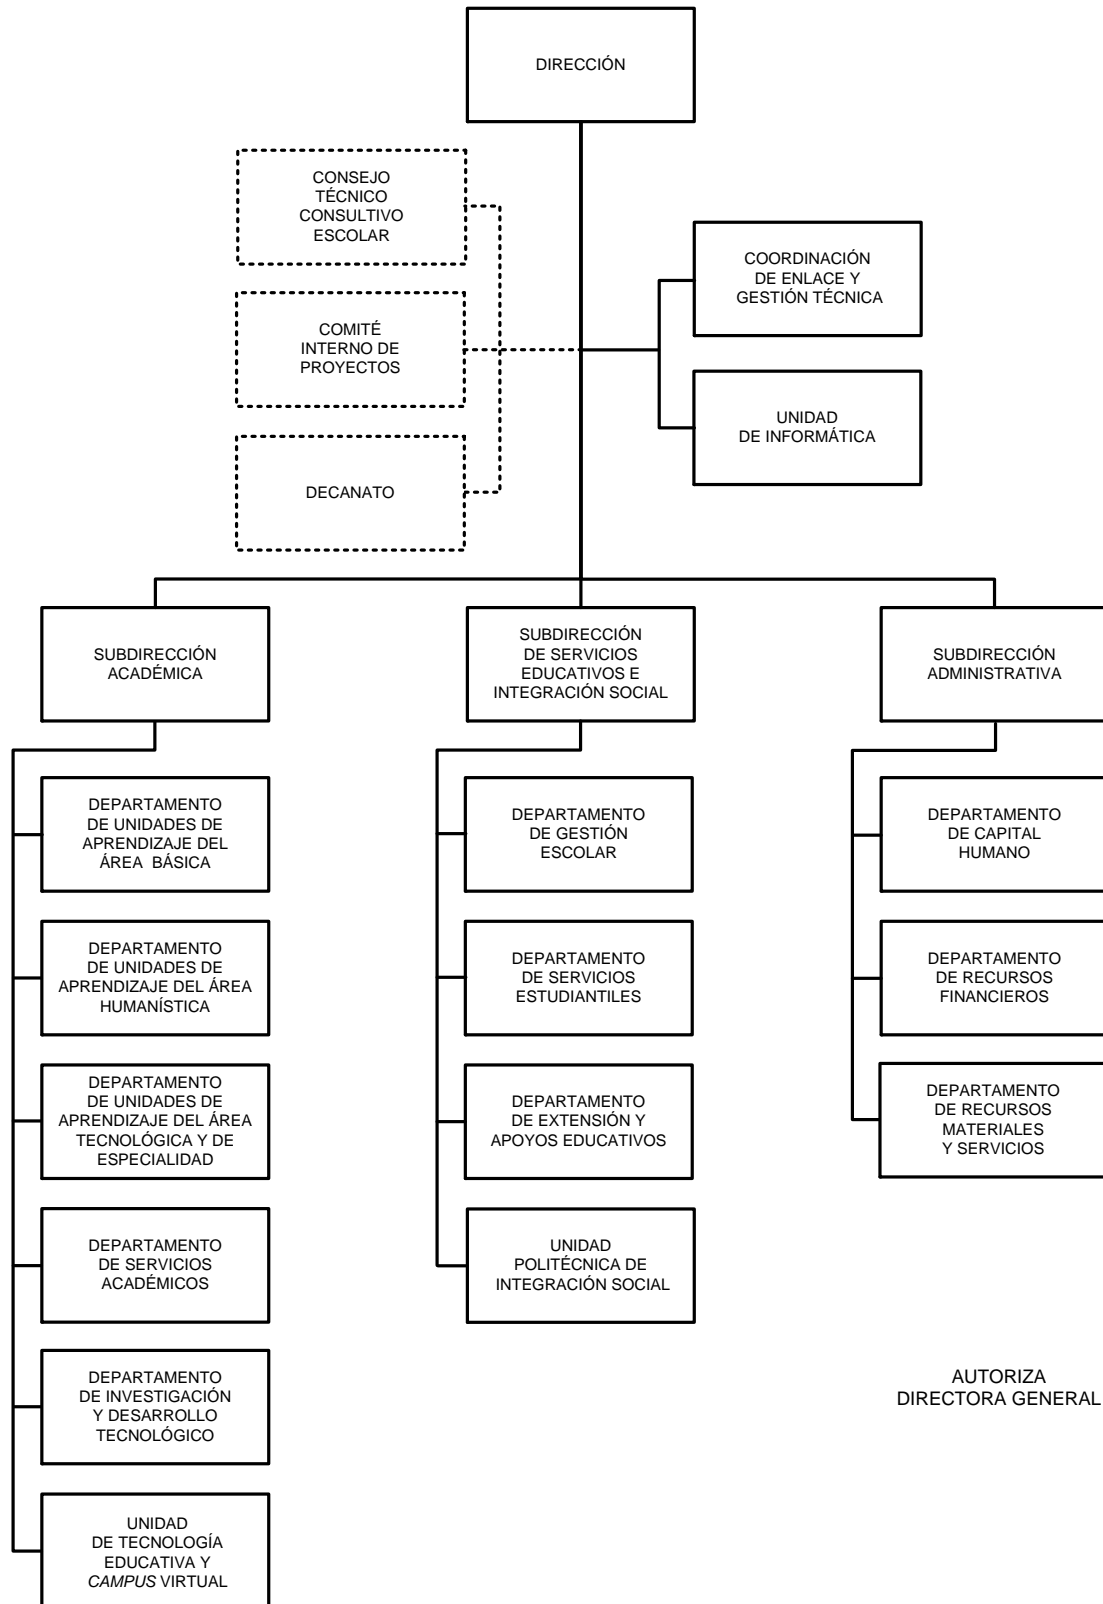 DIRECCIÓN
CONSEJO
TÉCNICO
CONSULTIVO
ESCOLAR
COORDINACIÓN
DE ENLACE Y
GESTIÓN TÉCNICA
COMITÉ
INTERNO DE
PROYECTOS
UNIDAD
DE INFORMÁTICA
DECANATO
SUBDIRECCIÓN
ACADÉMICA
SUBDIRECCIÓN
DE SERVICIOS
EDUCATIVOS E
INTEGRACIÓN SOCIAL
SUBDIRECCIÓN
ADMINISTRATIVA
DEPARTAMENTO
DE UNIDADES DE
APRENDIZAJE DEL
ÁREA  BÁSICA
DEPARTAMENTO
DE GESTIÓN
ESCOLAR
DEPARTAMENTO
DE CAPITAL
HUMANO
DEPARTAMENTO
DE UNIDADES DE
APRENDIZAJE DEL ÁREA
HUMANÍSTICA
DEPARTAMENTO
DE SERVICIOS
ESTUDIANTILES
DEPARTAMENTO
DE RECURSOS
FINANCIEROS
DEPARTAMENTO
DE UNIDADES DE
APRENDIZAJE DEL ÁREA
TECNOLÓGICA Y DE
ESPECIALIDAD
DEPARTAMENTO
DE EXTENSIÓN Y
APOYOS EDUCATIVOS
DEPARTAMENTO
DE RECURSOS
MATERIALES
Y SERVICIOS
DEPARTAMENTO
DE SERVICIOS
ACADÉMICOS
UNIDAD
POLITÉCNICA DE
INTEGRACIÓN SOCIAL
DEPARTAMENTO
DE INVESTIGACIÓN
Y DESARROLLO
TECNOLÓGICO
AUTORIZA
DIRECTORA GENERAL
UNIDAD
DE TECNOLOGÍA
EDUCATIVA Y
CAMPUS VIRTUAL